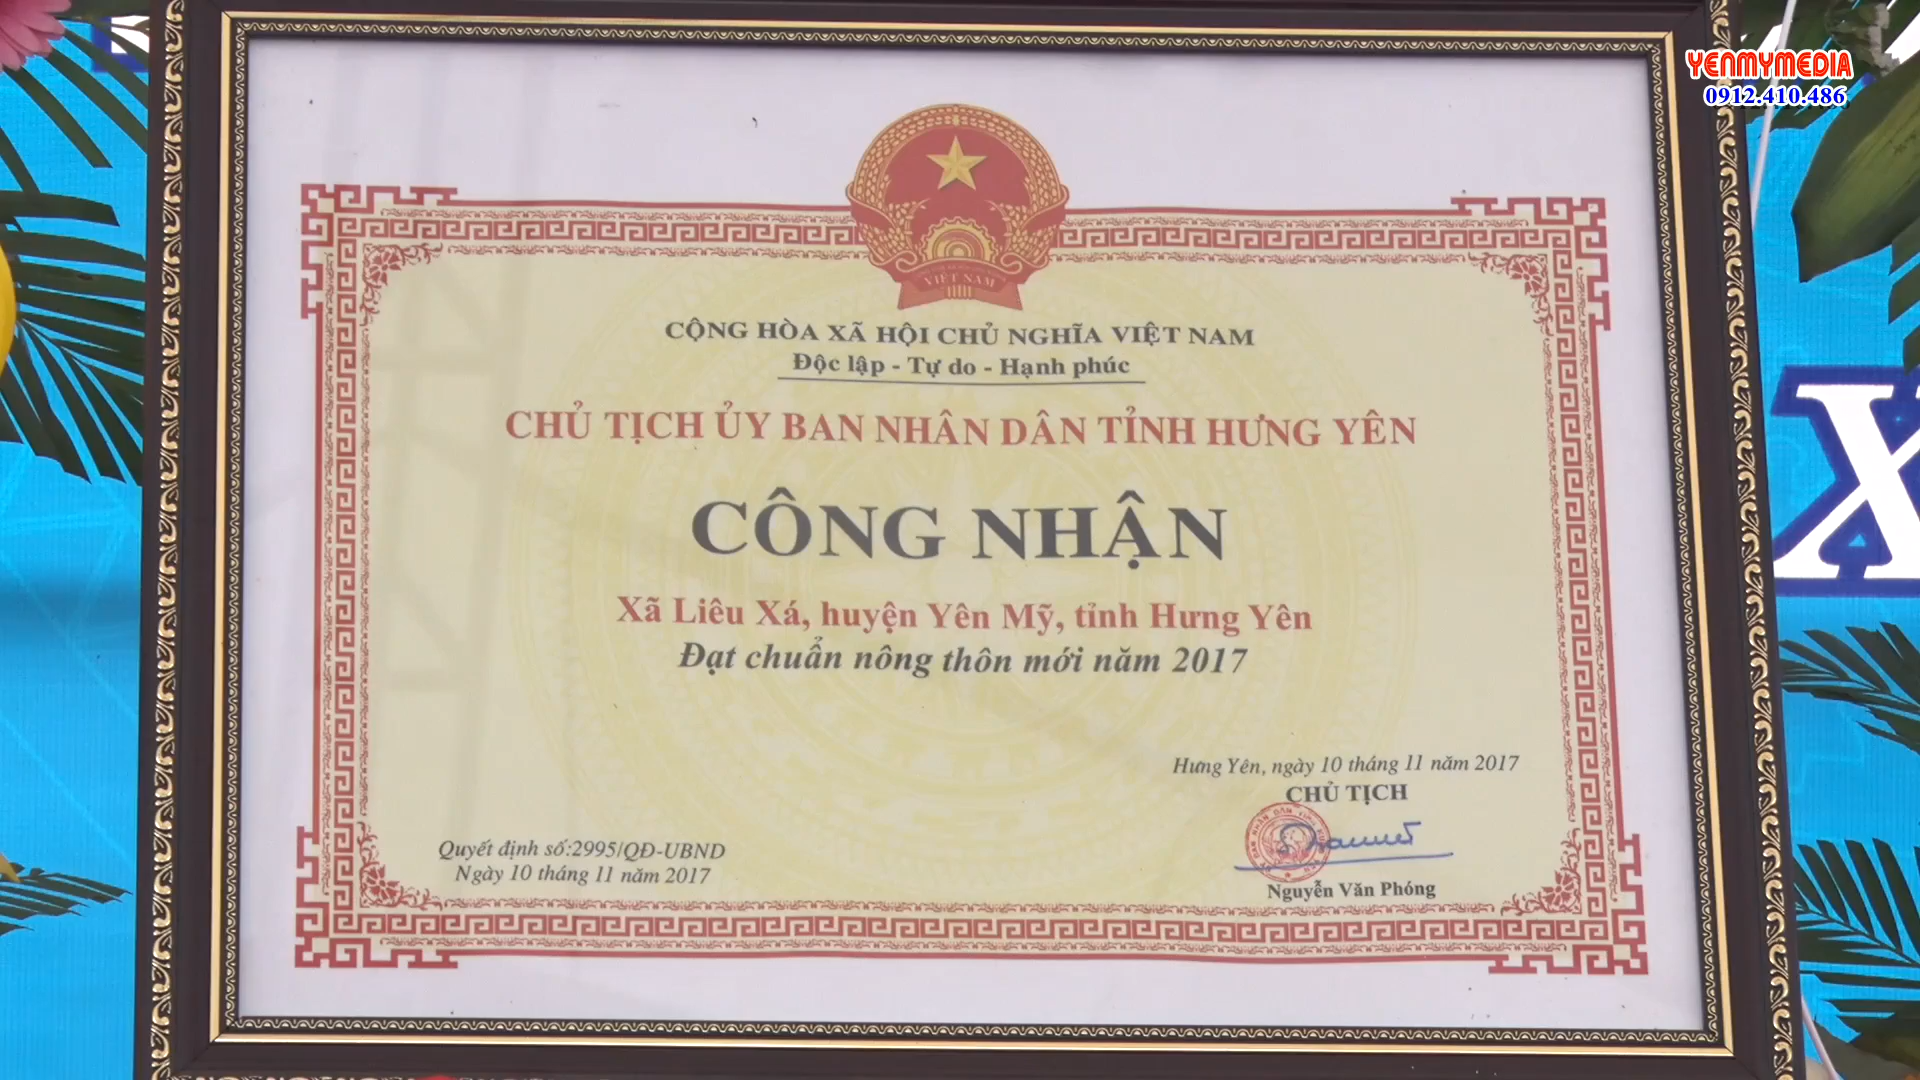 YENMYMEDIA
0912.410.486
VIỆT NAM
CỘNG HÒA XÃ HỘI CHỦ NGHĨA VIỆT NAM
Độc lập - Tự do - Hạnh phúc
CHỦ TỊCH ỦY BAN NHÂN DÂN TỈNH HƯNG YÊN
CÔNG NHẬN
Xã Liêu Xá, huyện Yên Mỹ, tỉnh Hưng Yên
Đạt chuẩn nông thôn mới năm 2017
Hưng Yên, ngày 10 tháng 11 năm 2017
CHỦ TỊCH
Nguyễn Văn Phóng
Quyết định số:2995/QĐ-UBND
Ngày 10 tháng 11 năm 2017
X